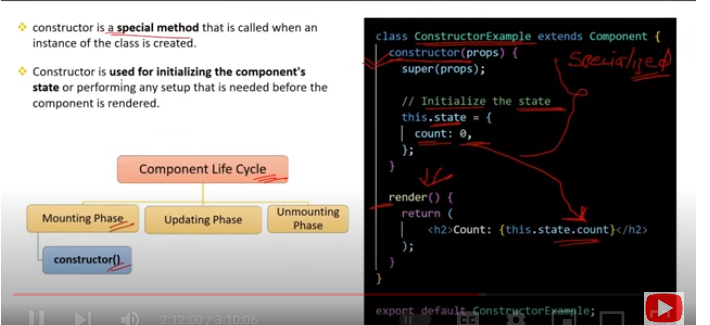 constructor is a special method that is called when an
instance of the class is created.
Constructor is used for initializing the component's
state or performing any setup that is needed before the
component is rendered.
Component Life Cycle
Mounting Phase
Updating Phase
Unmounting
Phase
constructor()
class ConstructorExample extends Component {
constructor(props) {
super(props);
Specialized
// Initialize the state
this.state = {
count: 0,
};
}
render() {
return (
<h2>Count: {this.state.count}</h2>
);
}
}
export default ConstructorExample;
2:12:00 / 3:10:06